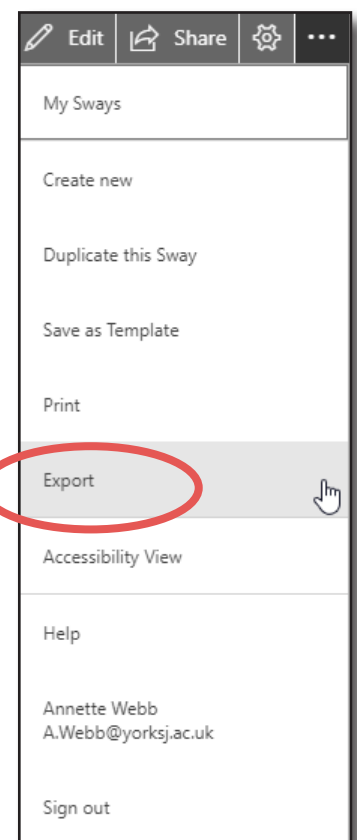 Edit Share ...
My Sways
Create new
Duplicate this Sway
Save as Template
Print
Export
Accessibility View
Help
Annette Webb
A.Webb@yorksj.ac.uk
Sign out